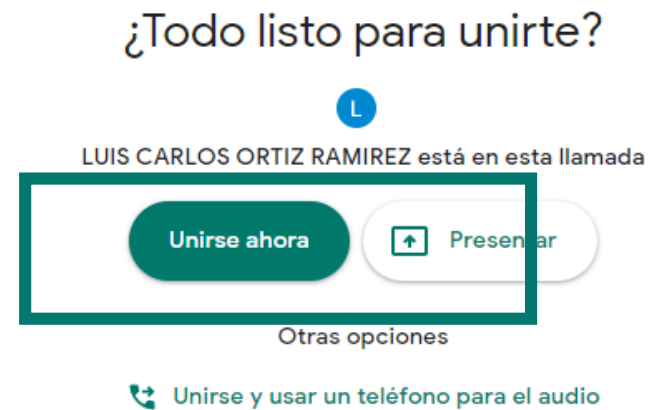 ¿Todo listo para unirte?
L
LUIS CARLOS ORTIZ RAMIREZ está en esta llamada
Unirse ahora
Presentar
Otras opciones
Unirse y usar un teléfono para el audio